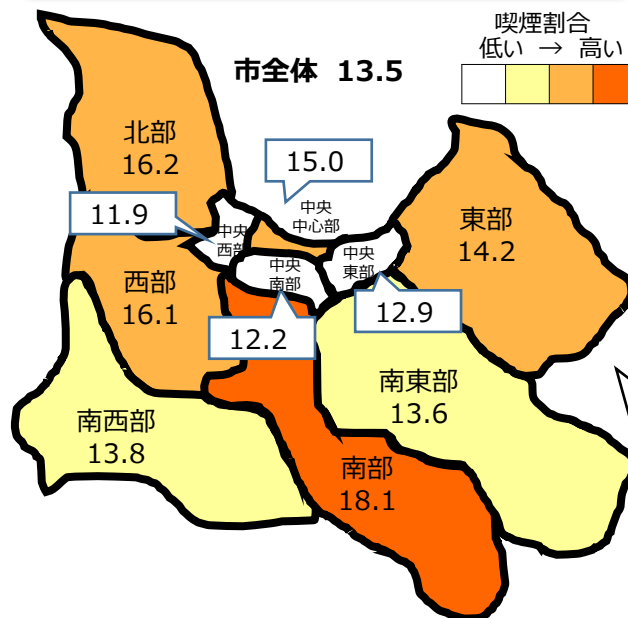 喫煙割合
低い → 高い
市全体 13.5
北部
16.2
15.0
中央
中心部
11.9
中央
西部
東部
14.2
中央
東部
中央
南部
西部
16.1
12.2
12.9
南東部
13.6
南西部
13.8
南部
18.1